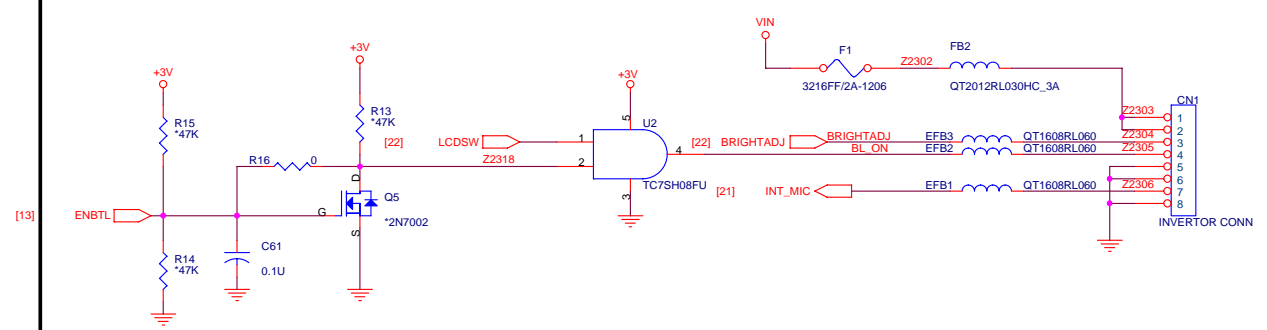 VIN
F1
FB2
Z2302
3216FF/2A-1206
QT2012RL030HC_3A
+3V
+3V
+3V
CN1
Z2303
1
2
Z2304
3
Z2305
4
5
6
Z2306
7
8
INVERTOR CONN
R15
*47K
R13
*47K
[22]
LCDSW
1
5
U2
4
[22]
BRIGHTADJ
BRIGHTADJ
EFB3
QT1608RL060
BL_ON
EFB2
QT1608RL060
R16
0
Z2318
2
TC7SH08FU
3
[21]
INT_MIC
EFB1
QT1608RL060
D
Q5
G
*2N7002
S
[13]
ENBTL
C61
0.1U
R14
*47K